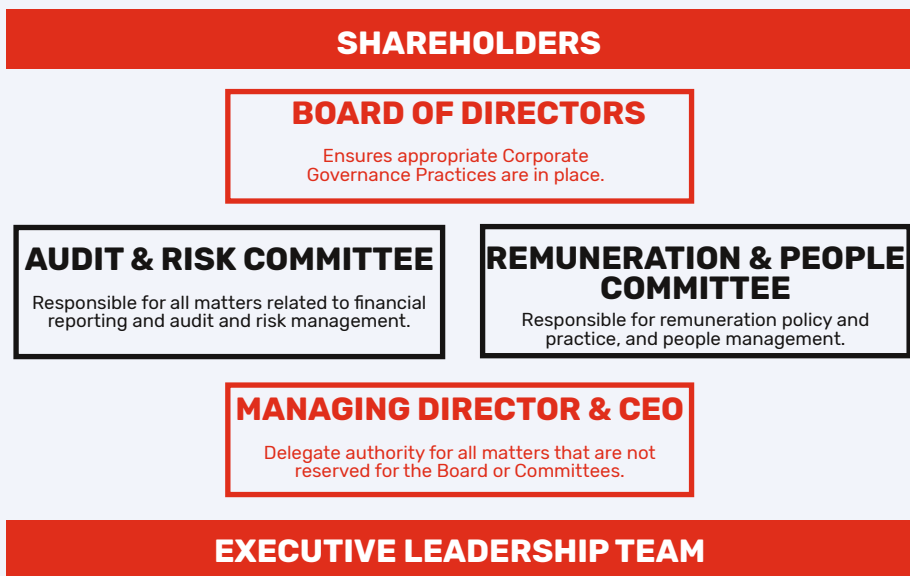 SHAREHOLDERS
BOARD OF DIRECTORS
Ensures appropriate Corporate
Governance Practices are in place.
AUDIT & RISK COMMITTEE
Responsible for all matters related to financial
reporting and audit and risk management.
REMUNERATION & PEOPLE
COMMITTEE
Responsible for remuneration policy and
practice, and people management.
MANAGING DIRECTOR & CEO
Delegate authority for all matters that are not
reserved for the Board or Committees.
EXECUTIVE LEADERSHIP TEAM